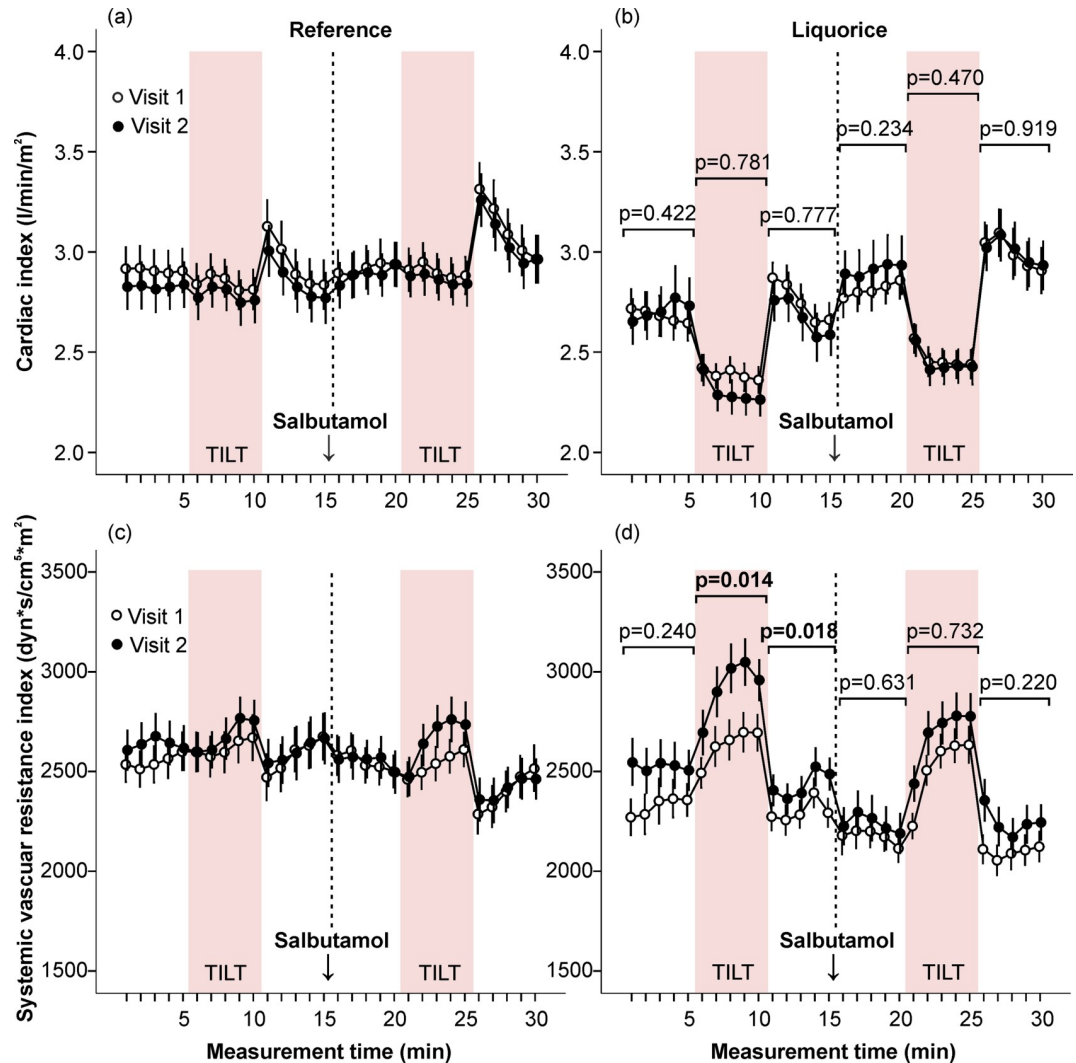 (a)
Reference
Cardiac index (l/min/m²)
4.0
3.5
3.0
2.5
2.0
Visit 1
Visit 2
Salbutamol
TILT
TILT
5 10 15 20 25 30
(b)
Liquorice
4.0
3.5
3.0
2.5
2.0
p=0.422
p=0.781
p=0.777
p=0.234
p=0.470
p=0.919
Salbutamol
TILT
TILT
5 10 15 20 25 30
(c)
Systemic vascuar resistance index (dyn*s/cm⁵*m²)
3500
3000
2500
2000
1500
Visit 1
Visit 2
Salbutamol
TILT
TILT
5 10 15 20 25 30
Measurement time (min)
(d)
3500
3000
2500
2000
1500
p=0.240
p=0.014
p=0.018
p=0.631
p=0.732
p=0.220
Salbutamol
TILT
TILT
5 10 15 20 25 30
Measurement time (min)